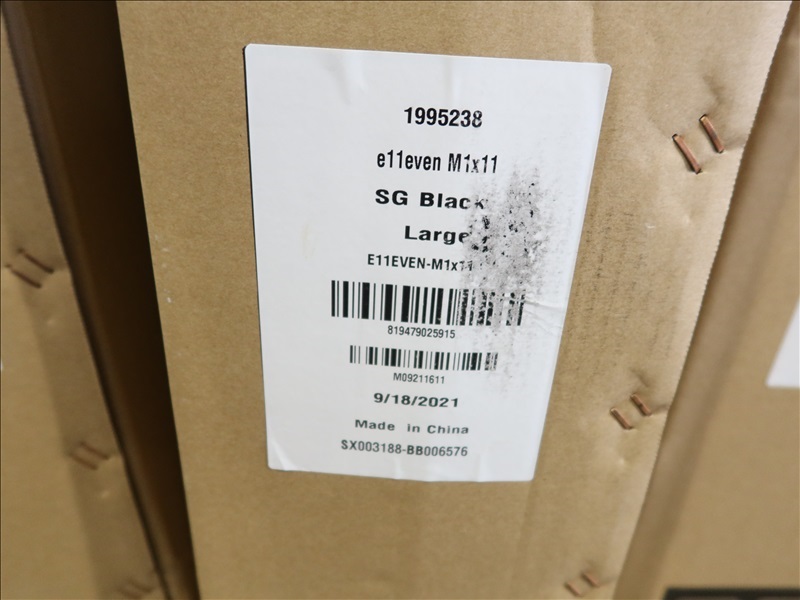 1995238
e11even M1x11
SG Black
Large
E11EVEN-M1x11
819479025915
M09211611
9/18/2021
Made in China
SX003188-BB006576